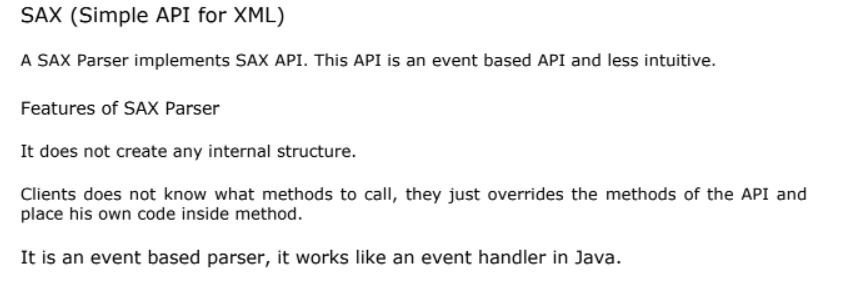 SAX (Simple API for XML)
A SAX Parser implements SAX API. This API is an event based API and less intuitive.
Features of SAX Parser
It does not create any internal structure.
Clients does not know what methods to call, they just overrides the methods of the API and
place his own code inside method.
It is an event based parser, it works like an event handler in Java.